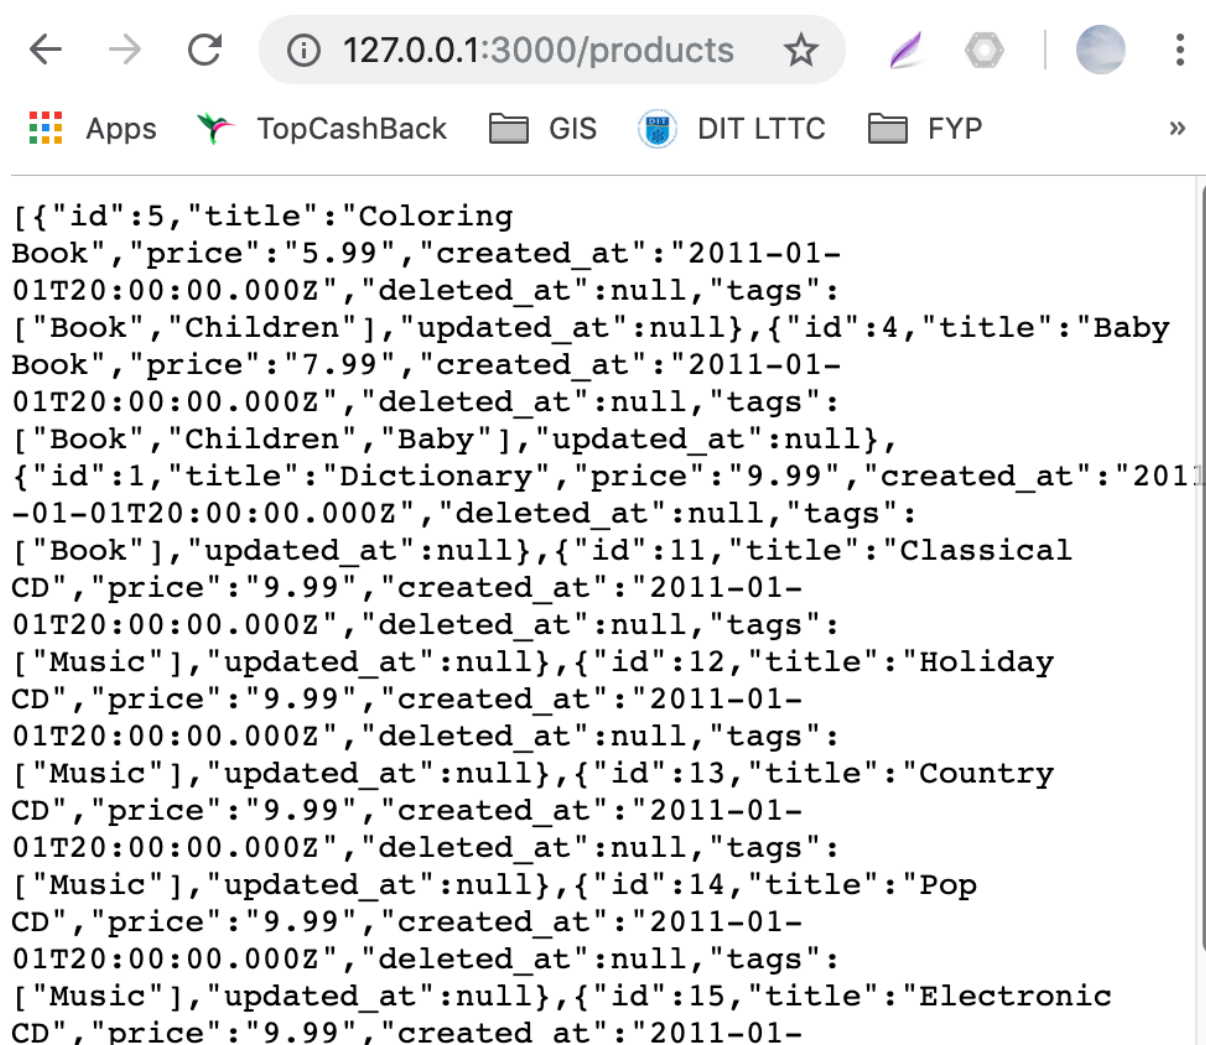 127.0.0.1:3000/products
Apps TopCashBack GIS DIT DIT LTTC FYP »
[{"id":5,"title":"Coloring
Book","price":"5.99","created_at":"2011-01-
01T20:00:00.000Z","deleted_at":null,"tags":
["Book","Children"],"updated_at":null},{"id":4,"title":"Baby
Book","price":"7.99","created_at":"2011-01-
01T20:00:00.000Z","deleted_at":null,"tags":
["Book","Children","Baby"],"updated_at":null},
{"id":1,"title":"Dictionary","price":"9.99","created_at":"2011
-01-01T20:00:00.000Z","deleted_at":null,"tags":
["Book"],"updated_at":null},{"id":11,"title":"Classical
CD","price":"9.99","created_at":"2011-01-
01T20:00:00.000Z","deleted_at":null,"tags":
["Music"],"updated_at":null},{"id":12,"title":"Holiday
CD","price":"9.99","created_at":"2011-01-
01T20:00:00.000Z","deleted_at":null,"tags":
["Music"],"updated_at":null},{"id":13,"title":"Country
CD","price":"9.99","created_at":"2011-01-
01T20:00:00.000Z","deleted_at":null,"tags":
["Music"],"updated_at":null},{"id":14,"title":"Pop
CD","price":"9.99","created_at":"2011-01-
01T20:00:00.000Z","deleted_at":null,"tags":
["Music"],"updated_at":null},{"id":15,"title":"Electronic
CD","price":"9.99","created_at":"2011-01-